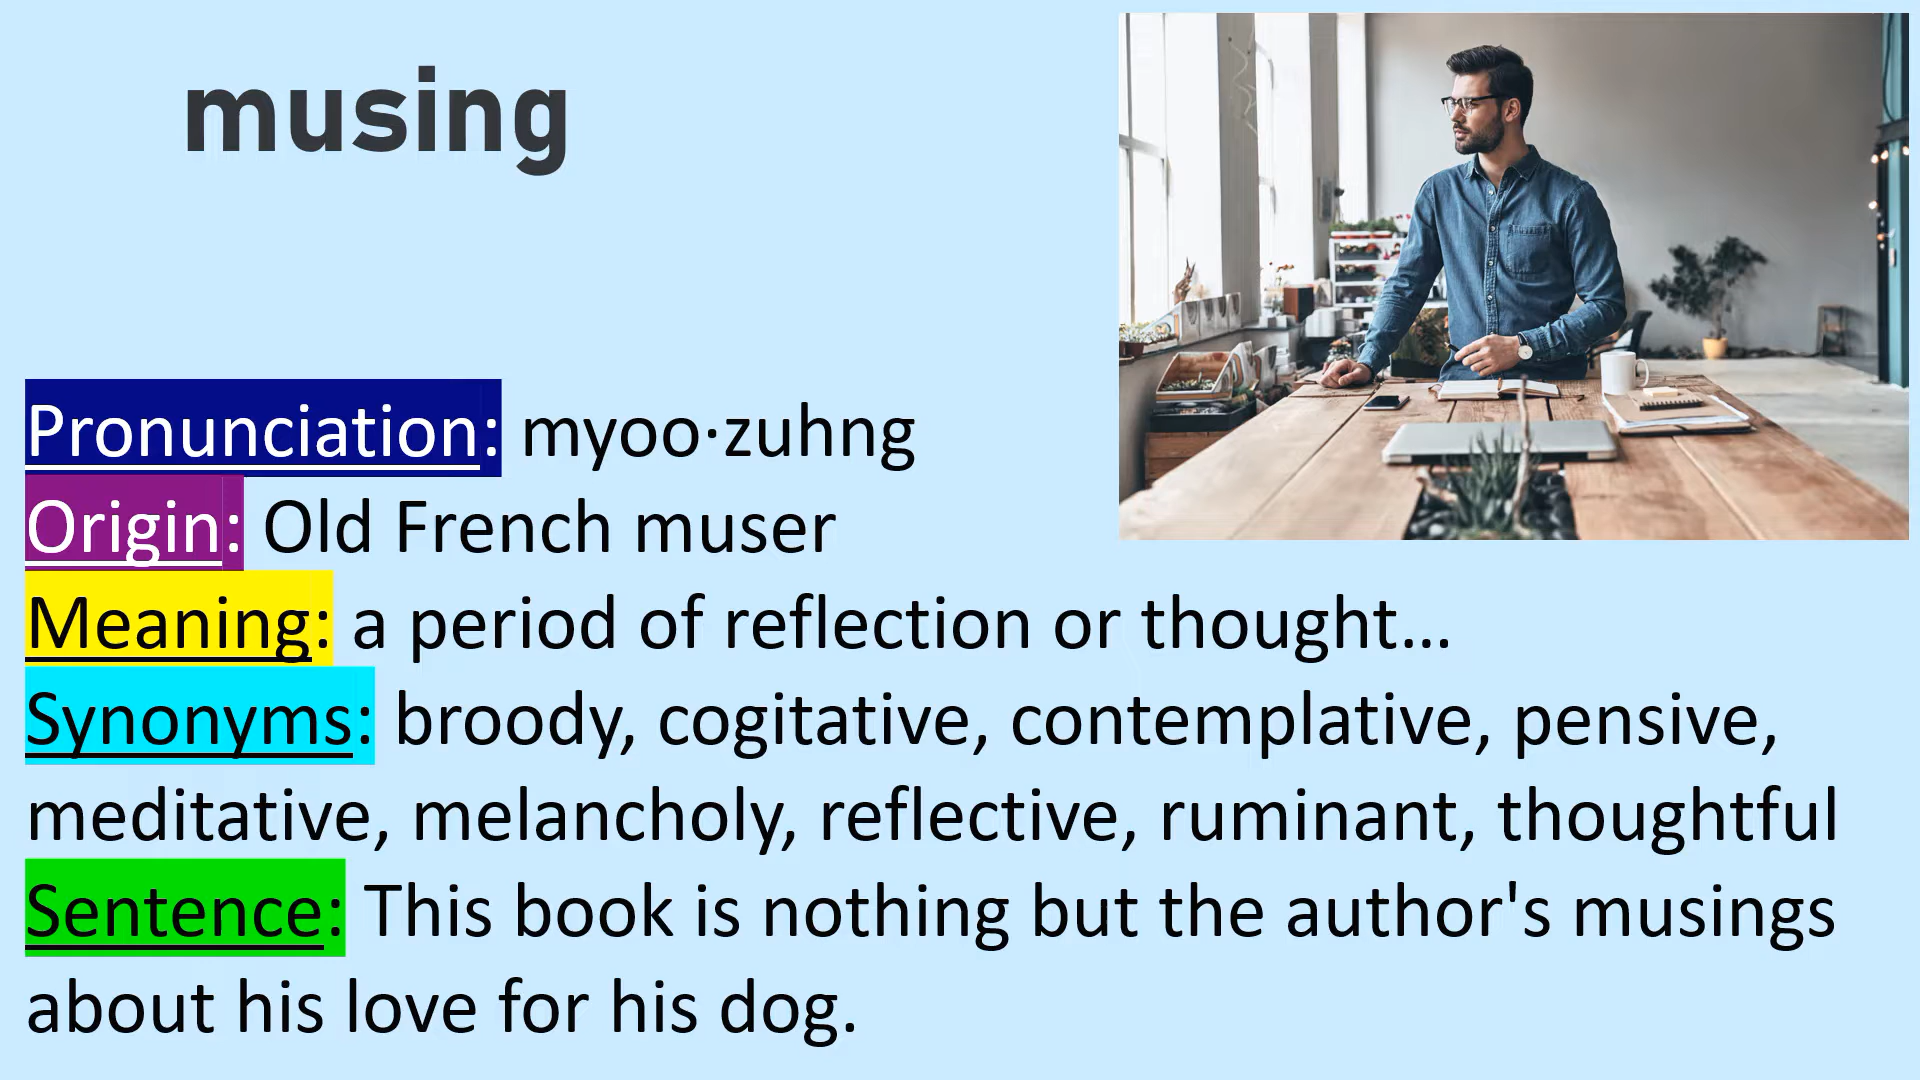 musing
Pronunciation: myoo·zuhng
Origin: Old French muser
Meaning: a period of reflection or thought...
Synonyms: broody, cogitative, contemplative, pensive,
meditative, melancholy, reflective, ruminant, thoughtful
Sentence: This book is nothing but the author's musings
about his love for his dog.